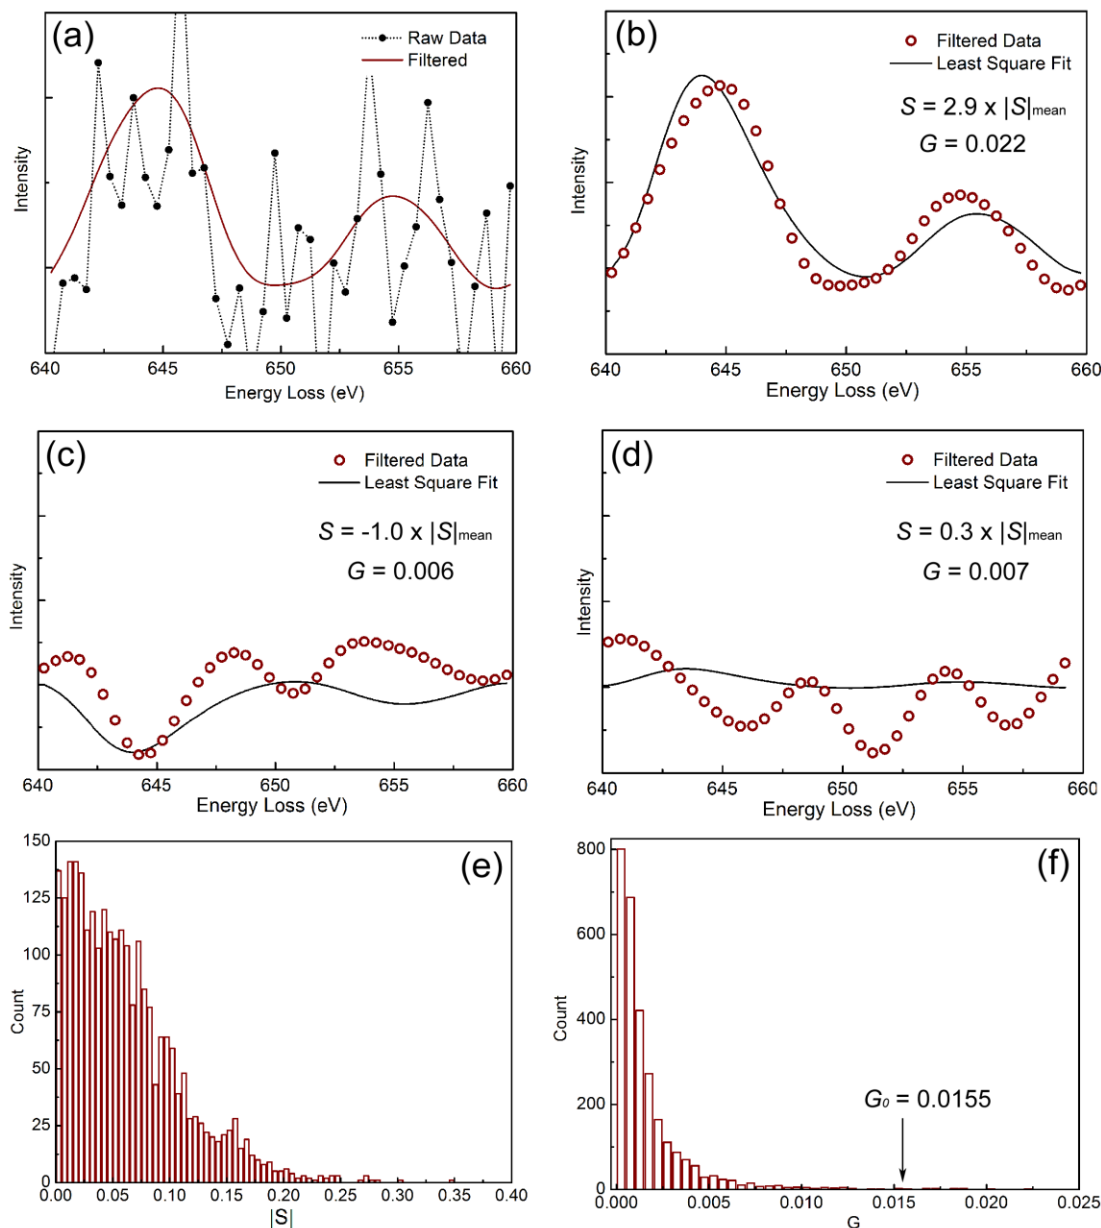 (a)
Raw Data
Filtered
Intensity
640 645 650 655 660
Energy Loss (eV)
(b)
Filtered Data
Least Square Fit
S = 2.9 x |S|mean
G = 0.022
Intensity
640 645 650 655 660
Energy Loss (eV)
(c)
Filtered Data
Least Square Fit
S = -1.0 x |S|mean
G = 0.006
Intensity
640 645 650 655 660
Energy Loss (eV)
(d)
Filtered Data
Least Square Fit
S = 0.3 x |S|mean
G = 0.007
Intensity
640 645 650 655 660
Energy Loss (eV)
(e)
150
125
100
75
50
25
0
Count
0.00 0.05 0.10 0.15 0.20 0.25 0.30 0.35 0.40
|S|
(f)
800
600
400
200
0
Count
G0 = 0.0155
0.000 0.005 0.010 0.015 0.020 0.025
G